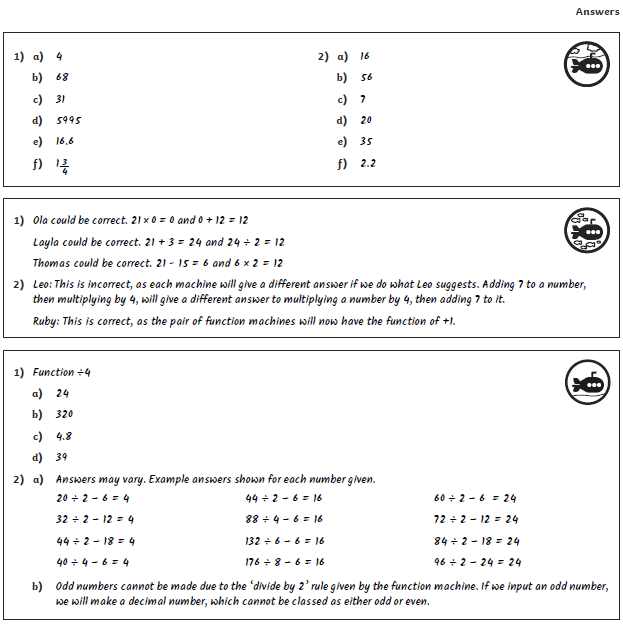 Answers
1) a) 4
b) 68
c) 31
d) 5995
e) 16.6
f) 1 3/4
2) a) 16
b) 56
c) 7
d) 20
e) 35
f) 2.2
1) Ola could be correct. 21 × 0 = 0 and 0 + 12 = 12
Layla could be correct. 21 + 3 = 24 and 24 ÷ 2 = 12
Thomas could be correct. 21 - 15 = 6 and 6 × 2 = 12
2) Leo: This is incorrect, as each machine will give a different answer if we do what Leo suggests. Adding 7 to a number,
then multiplying by 4, will give a different answer to multiplying a number by 4, then adding 7 to it.
Ruby: This is correct, as the pair of function machines will now have the function of +1.
1) Function ÷4
a) 24
b) 320
c) 4.8
d) 39
2) a) Answers may vary. Example answers shown for each number given.
20 ÷ 2 - 6 = 4 44 ÷ 2 - 6 = 16 60 ÷ 2 - 6 = 24
32 ÷ 2 - 12 = 4 88 ÷ 4 - 6 = 16 72 ÷ 2 - 12 = 24
44 ÷ 2 - 18 = 4 132 ÷ 6 - 6 = 16 84 ÷ 2 - 18 = 24
40 ÷ 4 - 6 = 4 176 ÷ 8 - 6 = 16 96 ÷ 2 - 24 = 24
b) Odd numbers cannot be made due to the 'divide by 2' rule given by the function machine. If we input an odd number,
we will make a decimal number, which cannot be classed as either odd or even.